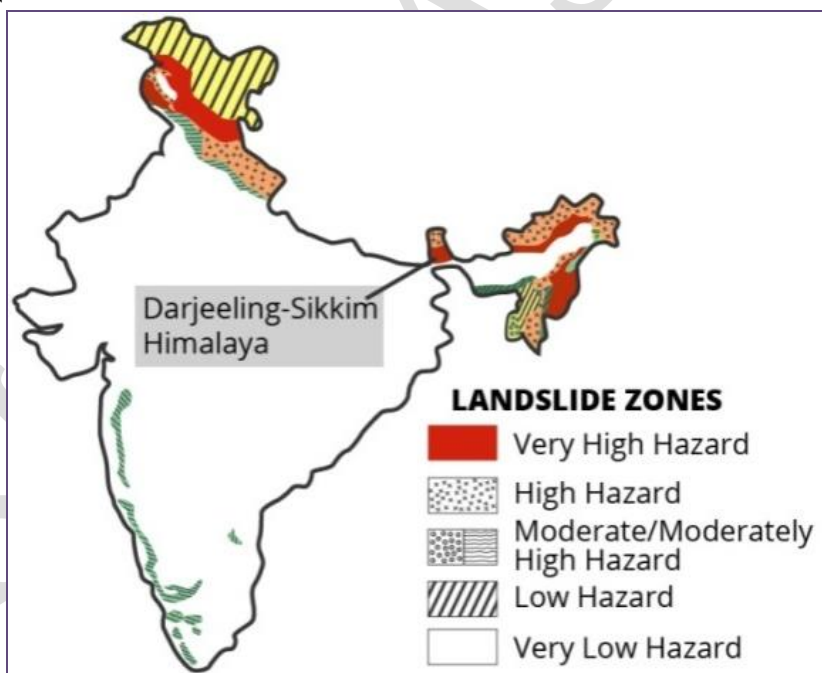 Darjeeling-Sikkim
Himalaya
LANDSLIDE ZONES
Very High Hazard
High Hazard
Moderate/Moderately
High Hazard
Low Hazard
Very Low Hazard